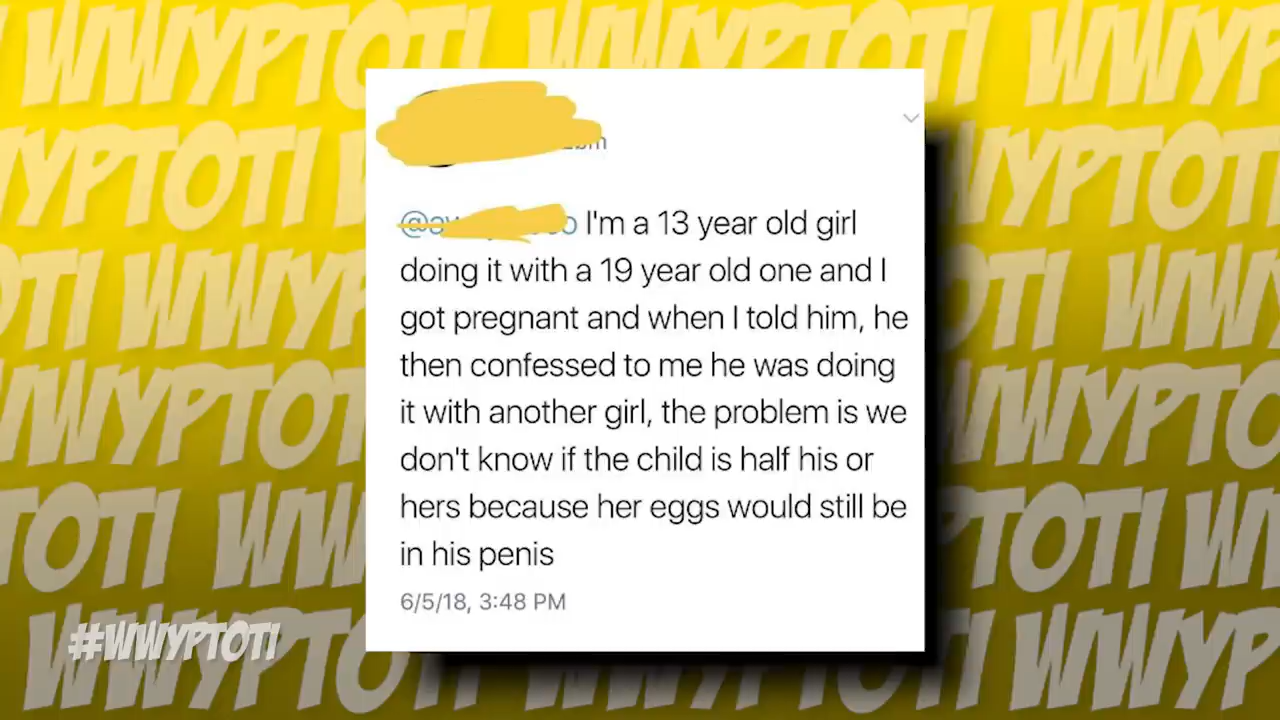 I'm a 13 year old girl
doing it with a 19 year old one and I
got pregnant and when I told him, he
then confessed to me he was doing
it with another girl, the problem is we
don't know if the child is half his or
hers because her eggs would still be
in his penis
6/5/18, 3:48 PM
#WWYPTOTI